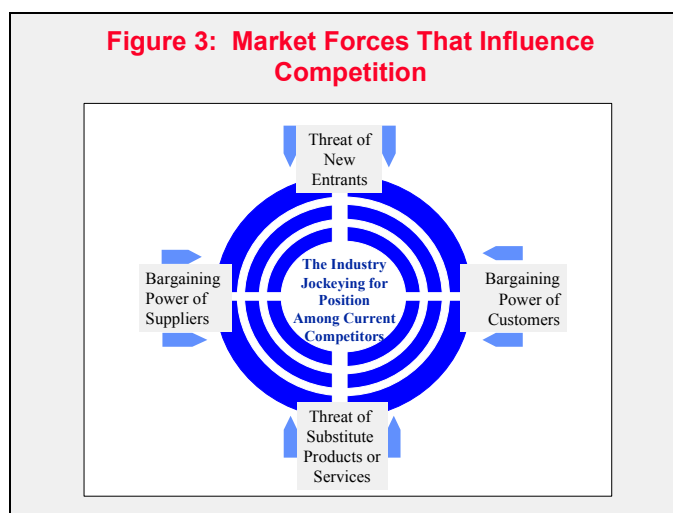 Figure 3: Market Forces That Influence
Competition
Threat of
New
Entrants
Bargaining
Power of
Suppliers
The Industry
Jockeying for
Position
Among Current
Competitors
Bargaining
Power of
Customers
Threat of
Substitute
Products or
Services